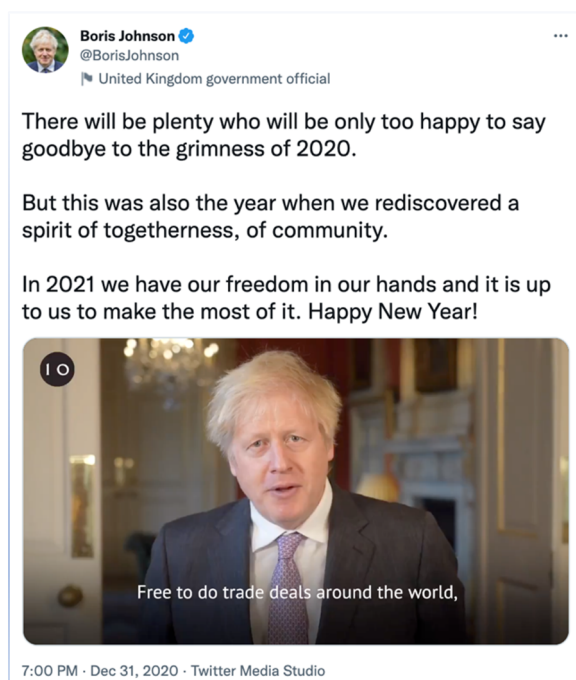 Boris Johnson
@BorisJohnson
United Kingdom government official
There will be plenty who will be only too happy to say
goodbye to the grimness of 2020.
But this was also the year when we rediscovered a
spirit of togetherness, of community.
In 2021 we have our freedom in our hands and it is up
to us to make the most of it. Happy New Year!
10
Free to do trade deals around the world,
7:00 PM · Dec 31, 2020 · Twitter Media Studio